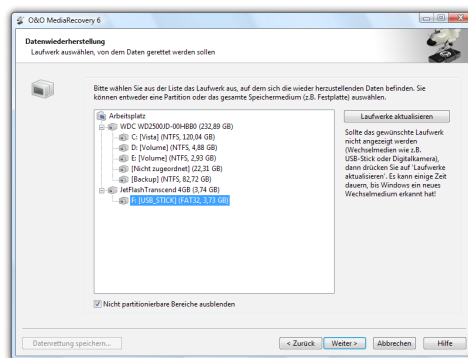 O&O MediaRecovery 6
Datenwiederherstellung
Laufwerk auswählen, von dem Daten gerettet werden sollen
Bitte wählen Sie aus der Liste das Laufwerk aus, auf dem sich die wieder herzustellenden Daten befinden. Sie
können entweder eine Partition oder das gesamte Speichermedium (z.B. Festplatte) auswählen.
Arbeitsplatz
WDC WD2500JD-00HBB0 (232,89 GB)
C: [Vista] (NTFS, 120,04 GB)
D: [Volume] (NTFS, 4,88 GB)
E: [Volume] (NTFS, 2,93 GB)
[Nicht zugeordnet] (22,31 GB)
[Backup] (NTFS, 82,72 GB)
JetFlashTranscend 4GB (3,74 GB)
F: [USB_STICK] (FAT32, 3,73 GB)
Laufwerke aktualisieren
Sollte das gewünschte Laufwerk
nicht angezeigt werden
(Wechselmedien wie z.B.
USB-Stick oder Digitalkamera),
dann drücken Sie auf 'Laufwerke
aktualisieren'. Es kann einige Zeit
dauern, bis Windows ein neues
Wechselmedium erkannt hat!
Nicht partitionierbare Bereiche ausblenden
Datenrettung speichern...
< Zurück
Weiter >
Abbrechen
Hilfe